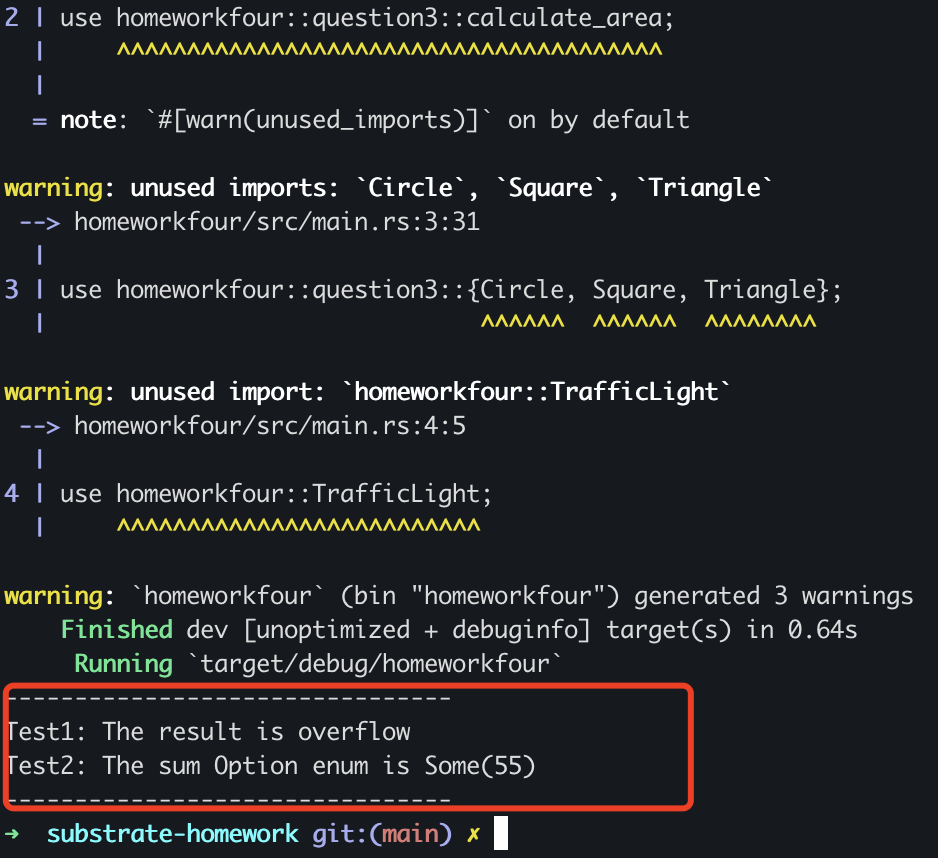 2 | use homeworkfour::question3::calculate_area;
  |     ^^^^^^^^^^^^^^^^^^^^^^^^^^^^^^^^^^^^^^^
  |
  = note: `#[warn(unused_imports)]` on by default
warning: unused imports: `Circle`, `Square`, `Triangle`
 --> homeworkfour/src/main.rs:3:31
  |
3 | use homeworkfour::question3::{Circle, Square, Triangle};
  |                               ^^^^^^  ^^^^^^  ^^^^^^^^
warning: unused import: `homeworkfour::TrafficLight`
 --> homeworkfour/src/main.rs:4:5
  |
4 | use homeworkfour::TrafficLight;
  |     ^^^^^^^^^^^^^^^^^^^^^^^^^^
warning: `homeworkfour` (bin "homeworkfour") generated 3 warnings
    Finished dev [unoptimized + debuginfo] target(s) in 0.64s
     Running `target/debug/homeworkfour`
--------------------------------
Test1: The result is overflow
Test2: The sum Option enum is Some(55)
--------------------------------
➜  substrate-homework git:(main) ✗